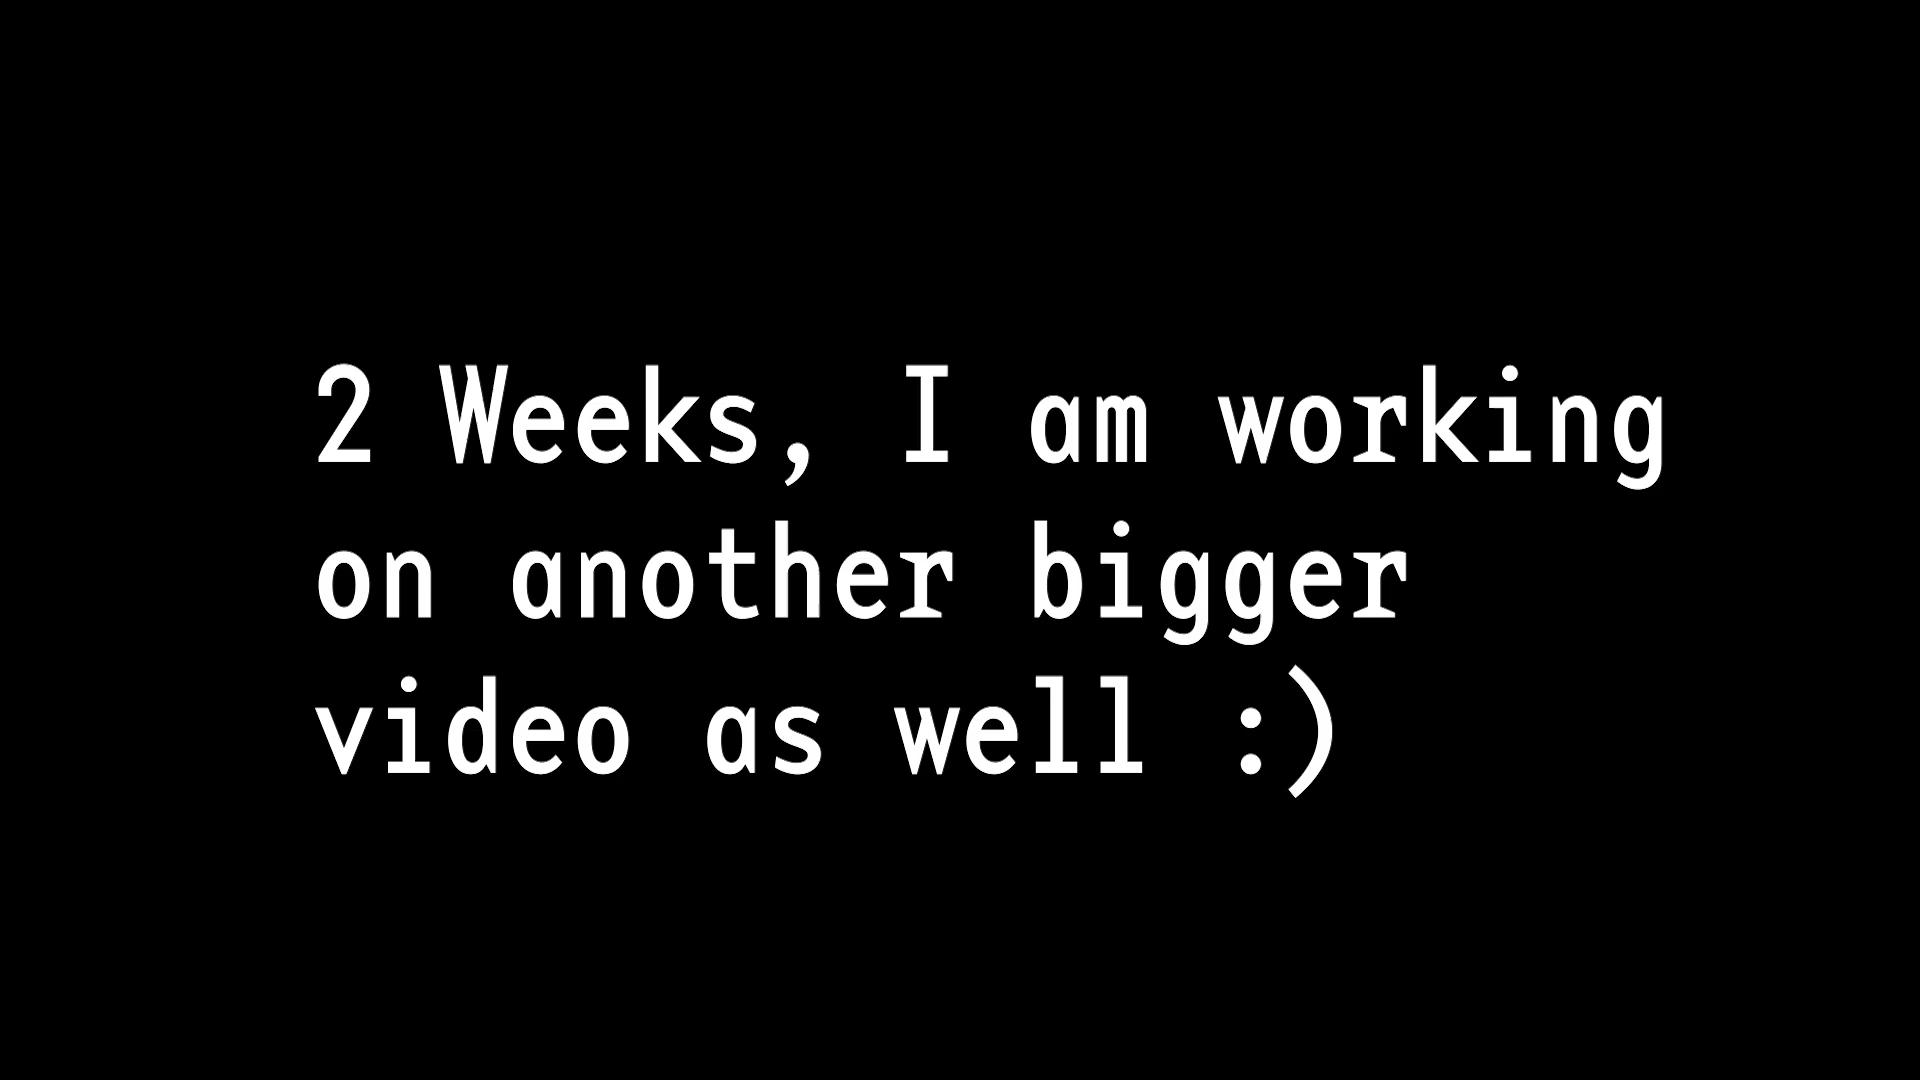 2 Weeks, I am working
on another bigger
video as well :)